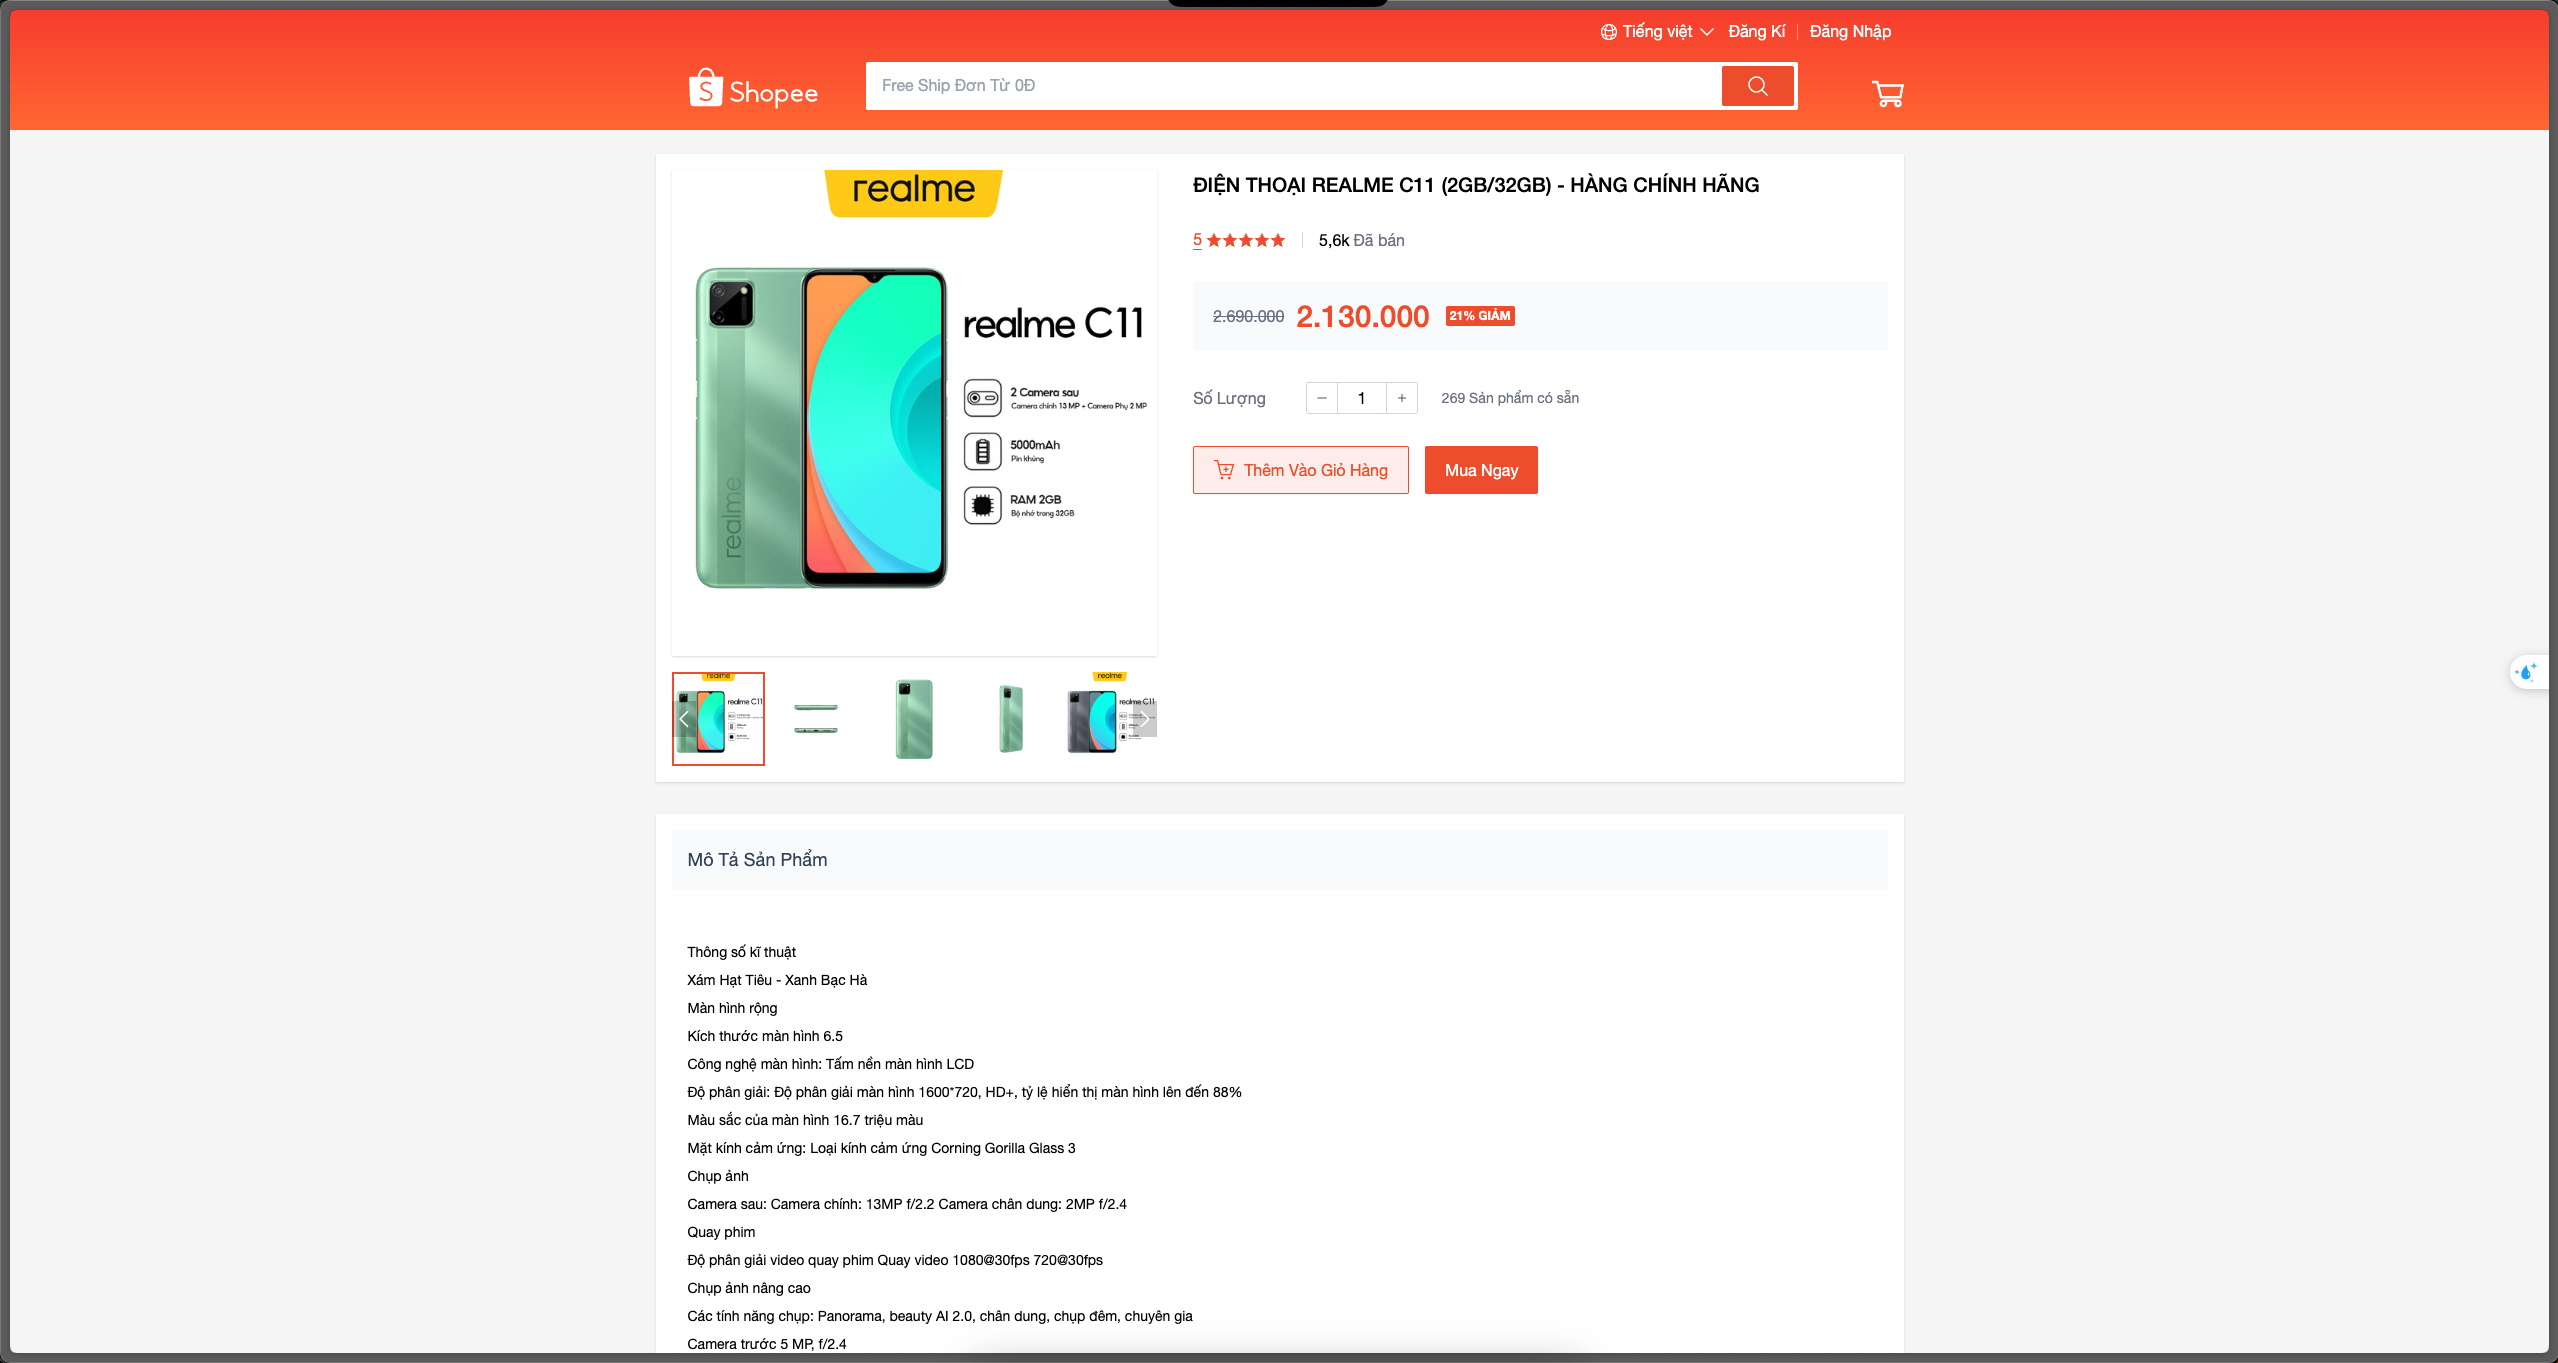 Tiếng việt Đăng Kí Đăng Nhập
Shopee
Free Ship Đơn Từ 0Đ
realme
realme C11
2 Camera sau
Camera chính 13 MP + Camera Phụ 2 MP
5000mAh
Pin khủng
RAM 2GB
Bộ nhớ trong 32GB
realme
ĐIỆN THOẠI REALME C11 (2GB/32GB) - HÀNG CHÍNH HÃNG
5 5,6k Đã bán
2.690.000 2.130.000 21% GIẢM
Số Lượng 1 269 Sản phẩm có sẵn
Thêm Vào Giỏ Hàng Mua Ngay
realme
realme C11
realme
realme C11
Mô Tả Sản Phẩm
Thông số kĩ thuật
Xám Hạt Tiêu - Xanh Bạc Hà
Màn hình rộng
Kích thước màn hình 6.5
Công nghệ màn hình: Tấm nền màn hình LCD
Độ phân giải: Độ phân giải màn hình 1600*720, HD+, tỷ lệ hiển thị màn hình lên đến 88%
Màu sắc của màn hình 16.7 triệu màu
Mặt kính cảm ứng: Loại kính cảm ứng Corning Gorilla Glass 3
Chụp ảnh
Camera sau: Camera chính: 13MP f/2.2 Camera chân dung: 2MP f/2.4
Quay phim
Độ phân giải video quay phim Quay video 1080@30fps 720@30fps
Chụp ảnh nâng cao
Các tính năng chụp: Panorama, beauty AI 2.0, chân dung, chụp đêm, chuyên gia
Camera trước 5 MP, f/2.4